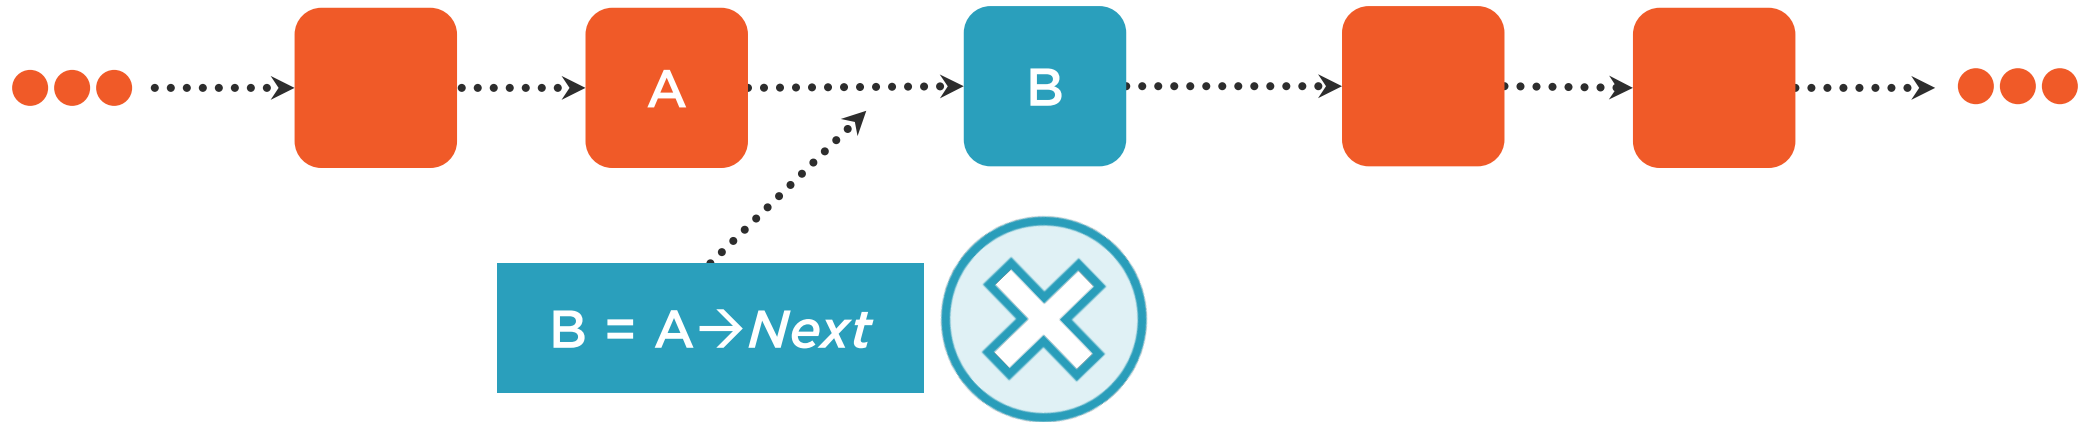 A
B
B = A→Next